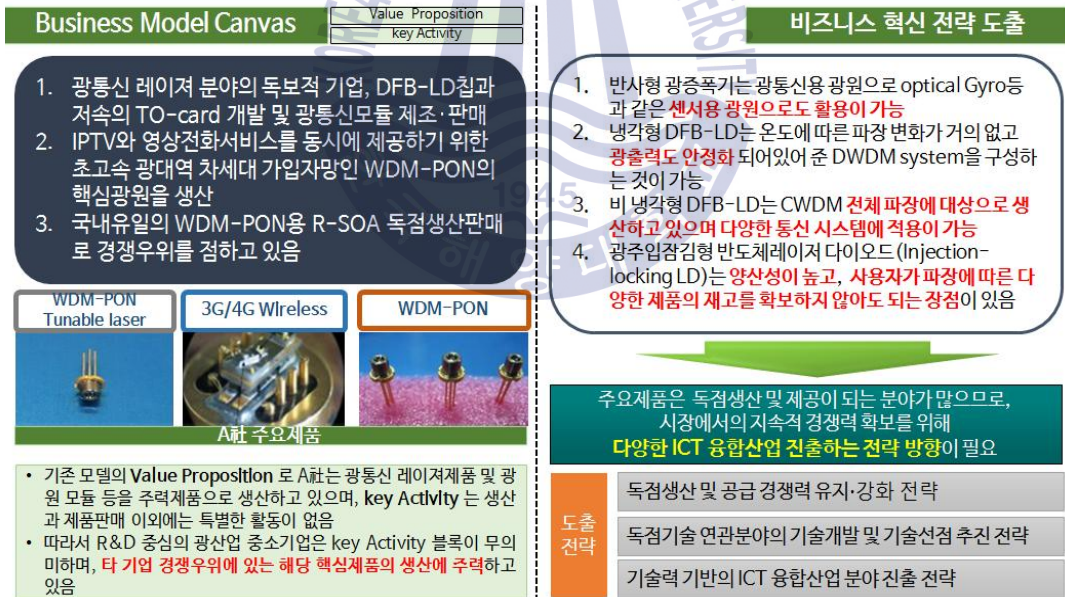 Business Model Canvas
Value Proposition
key Activity
1. 광통신 레이져 분야의 독보적 기업, DFB-LD칩과
저속의 TO-card 개발 및 광통신모듈 제조·판매
2. IPTV와 영상전화서비스를 동시에 제공하기 위한
초고속 광대역 차세대 가입자망인 WDM-PON의
핵심광원을 생산
3. 국내유일의 WDM-PON용 R-SOA 독점생산판매
로 경쟁우위를 점하고 있음
WDM-PON
Tunable laser
3G/4G Wireless
WDM-PON
A社 주요제품
• 기존 모델의 Value Proposition 로 A社는 광통신 레이져제품 및 광
원 모듈 등을 주력제품으로 생산하고 있으며, key Activity 는 생산
과 제품판매 이외에는 특별한 활동이 없음
• 따라서 R&D 중심의 광산업 중소기업은 key Activity 블록이 무의
미하며, 타 기업 경쟁우위에 있는 해당 핵심제품의 생산에 주력하고
있음
비즈니스 혁신 전략 도출
1. 반사형 광증폭기는 광통신용 광원으로 optical Gyro등
과 같은 센서용 광원으로도 활용이 가능
2. 냉각형 DFB-LD는 온도에 따른 파장 변화가 거의 없고
광출력도 안정화 되어있어 준 DWDM system을 구성하
는 것이 가능
3. 비 냉각형 DFB-LD는 CWDM 전체 파장에 대상으로 생
산하고 있으며 다양한 통신 시스템에 적용이 가능
4. 광주입잠김형 반도체레이저 다이오드(Injection-
locking LD)는 양산성이 높고, 사용자가 파장에 따른 다
양한 제품의 재고를 확보하지 않아도 되는 장점이 있음
주요제품은 독점생산 및 제공이 되는 분야가 많으므로,
시장에서의 지속적 경쟁력 확보를 위해
다양한 ICT 융합산업 진출하는 전략 방향이 필요
도출
전략
독점생산 및 공급 경쟁력 유지·강화 전략
독점기술 연관분야의 기술개발 및 기술선점 추진 전략
기술력 기반의 ICT 융합산업 분야 진출 전략
1945